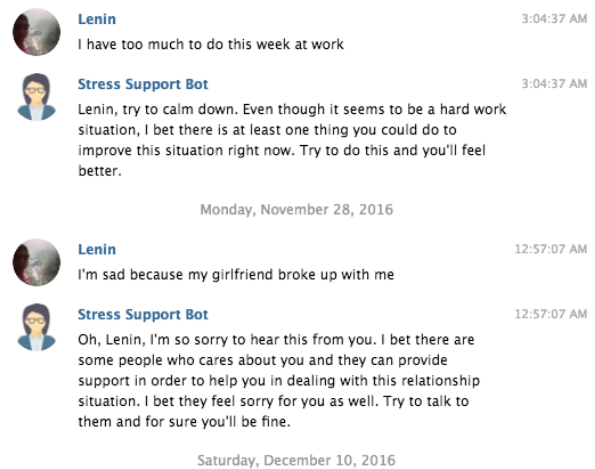 Lenin 3:04:37 AM
I have too much to do this week at work
Stress Support Bot 3:04:37 AM
Lenin, try to calm down. Even though it seems to be a hard work
situation, I bet there is at least one thing you could do to
improve this situation right now. Try to do this and you'll feel
better.
Monday, November 28, 2016
Lenin 12:57:07 AM
I'm sad because my girlfriend broke up with me
Stress Support Bot 12:57:07 AM
Oh, Lenin, I'm so sorry to hear this from you. I bet there are
some people who cares about you and they can provide
support in order to help you in dealing with this relationship
situation. I bet they feel sorry for you as well. Try to talk to
them and for sure you'll be fine.
Saturday, December 10, 2016